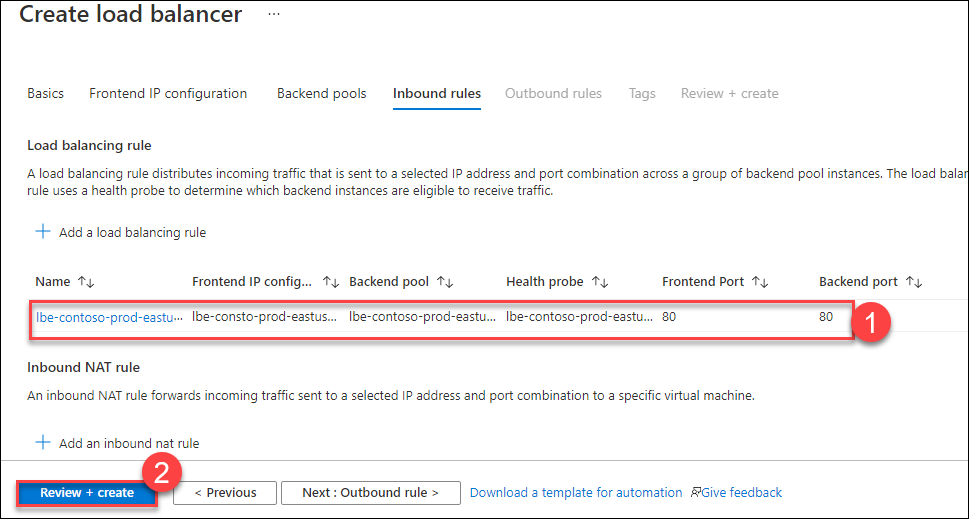 Create load balancer ...
Basics Frontend IP configuration Backend pools Inbound rules Outbound rules Tags Review + create
Load balancing rule
A load balancing rule distributes incoming traffic that is sent to a selected IP address and port combination across a group of backend pool instances. The load balan
rule uses a health probe to determine which backend instances are eligible to receive traffic.
+ Add a load balancing rule
Name ↑↓ Frontend IP config... ↑↓ Backend pool ↑↓ Health probe ↑↓ Frontend Port ↑↓ Backend port ↑↓
lbe-contoso-prod-eastu... lbe-consto-prod-eastus... lbe-contoso-prod-eastu... lbe-contoso-prod-eastu... 80 80
1
Inbound NAT rule
An inbound NAT rule forwards incoming traffic sent to a selected IP address and port combination to a specific virtual machine.
+ Add an inbound nat rule
2
Review + create < Previous Next : Outbound rule > Download a template for automation Give feedback